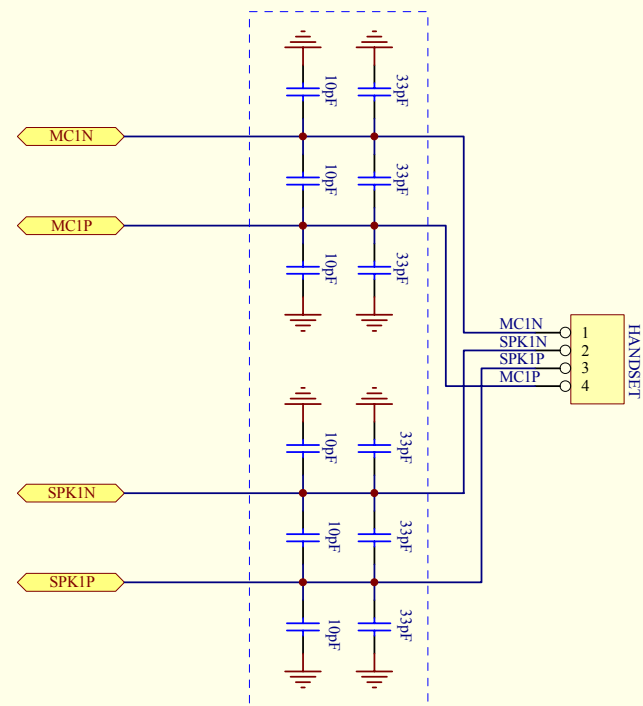 10pF
33pF
MC1N
10pF
33pF
MC1P
10pF
33pF
MC1N
SPK1N
SPK1P
MC1P
1
2
3
4
HANDSET
10pF
33pF
SPK1N
10pF
33pF
SPK1P
10pF
33pF